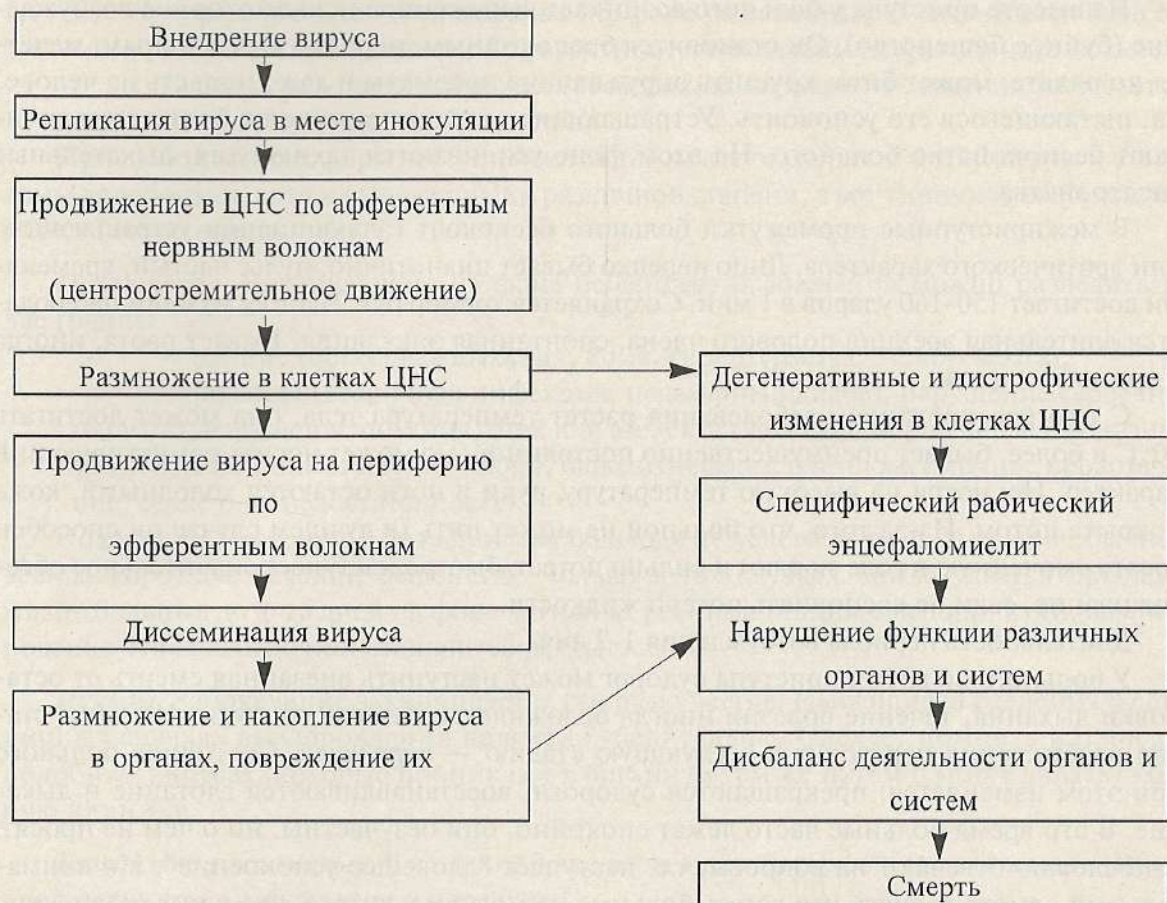 Внедрение вируса
Репликация вируса в месте инокуляции
Продвижение в ЦНС по афферентным
нервным волокнам
(центростремительное движение)
Размножение в клетках ЦНС
Продвижение вируса на периферию
по
эфферентным волокнам
Диссеминация вируса
Размножение и накопление вируса
в органах, повреждение их
Дегенеративные и дистрофические
изменения в клетках ЦНС
Специфический рабический
энцефаломиелит
Нарушение функции различных
органов и систем
Дисбаланс деятельности органов и
систем
Смерть